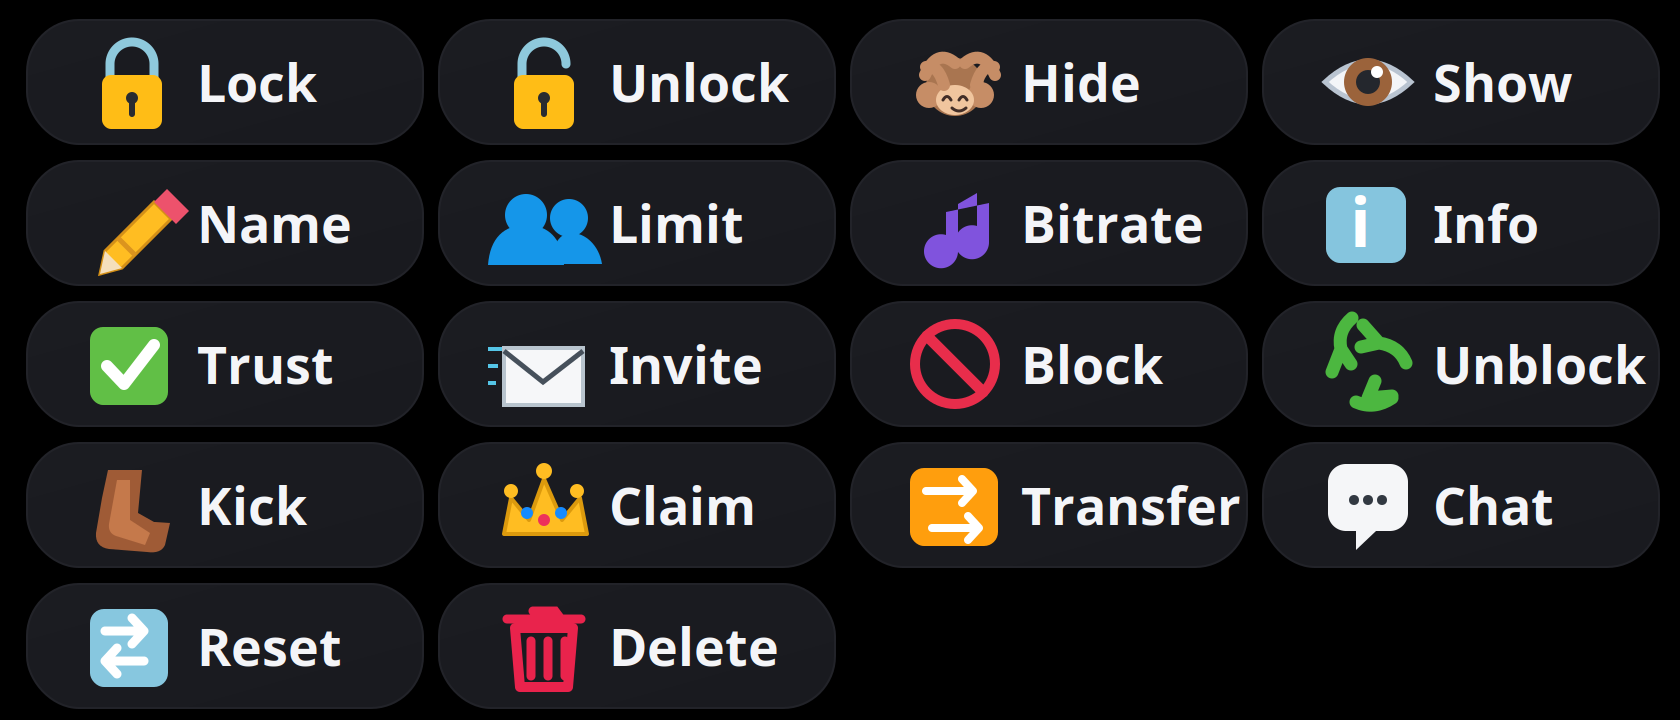 Lock
Unlock
Hide
Show
Name
Limit
Bitrate
i
Info
Trust
Invite
Block
Unblock
Kick
Claim
Transfer
Chat
Reset
Delete